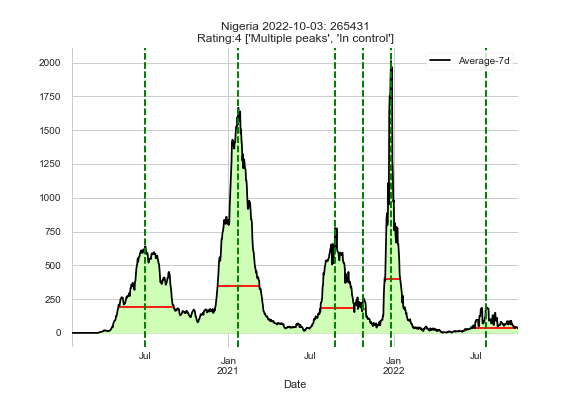 Nigeria 2022-10-03: 265431
Rating:4 ['Multiple peaks', 'In control']
Average-7d
2000
1750
1500
1250
1000
750
500
250
0
Jul
Jan
2021
Jul
Jan
2022
Jul
Date